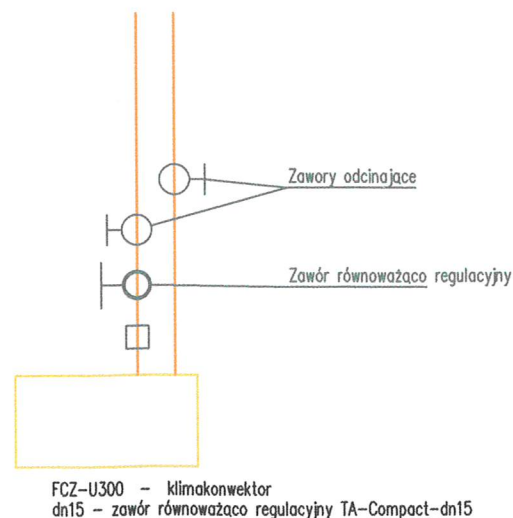 Zawory odcinające
Zawór równoważąco regulacyjny
FCZ-U300 - klimakonwektor
dn15 - zawór równoważąco regulacyjny TA-Compact-dn15